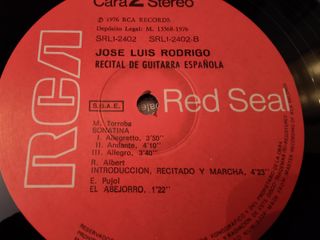 Cara 2 Stereo
© 1976 RCA RECORDS
Depósito Legal: M. 13568-1976
SRL1-2402 SRL1-2402-B
JOSE LUIS RODRIGO
RECITAL DE GUITARRA ESPAÑOLA
S.G.A.E.
RCA Red Seal
M. Torroba
SONATINA
I. Allegretto, 3'50"
II. Andante, 4'10"
III. Allegro, 3'40"
R. Albert
INTRODUCCION, RECITADO Y MARCHA, 4'23"
E. Pujol
EL ABEJORRO, 1'22"
RESERVADOS